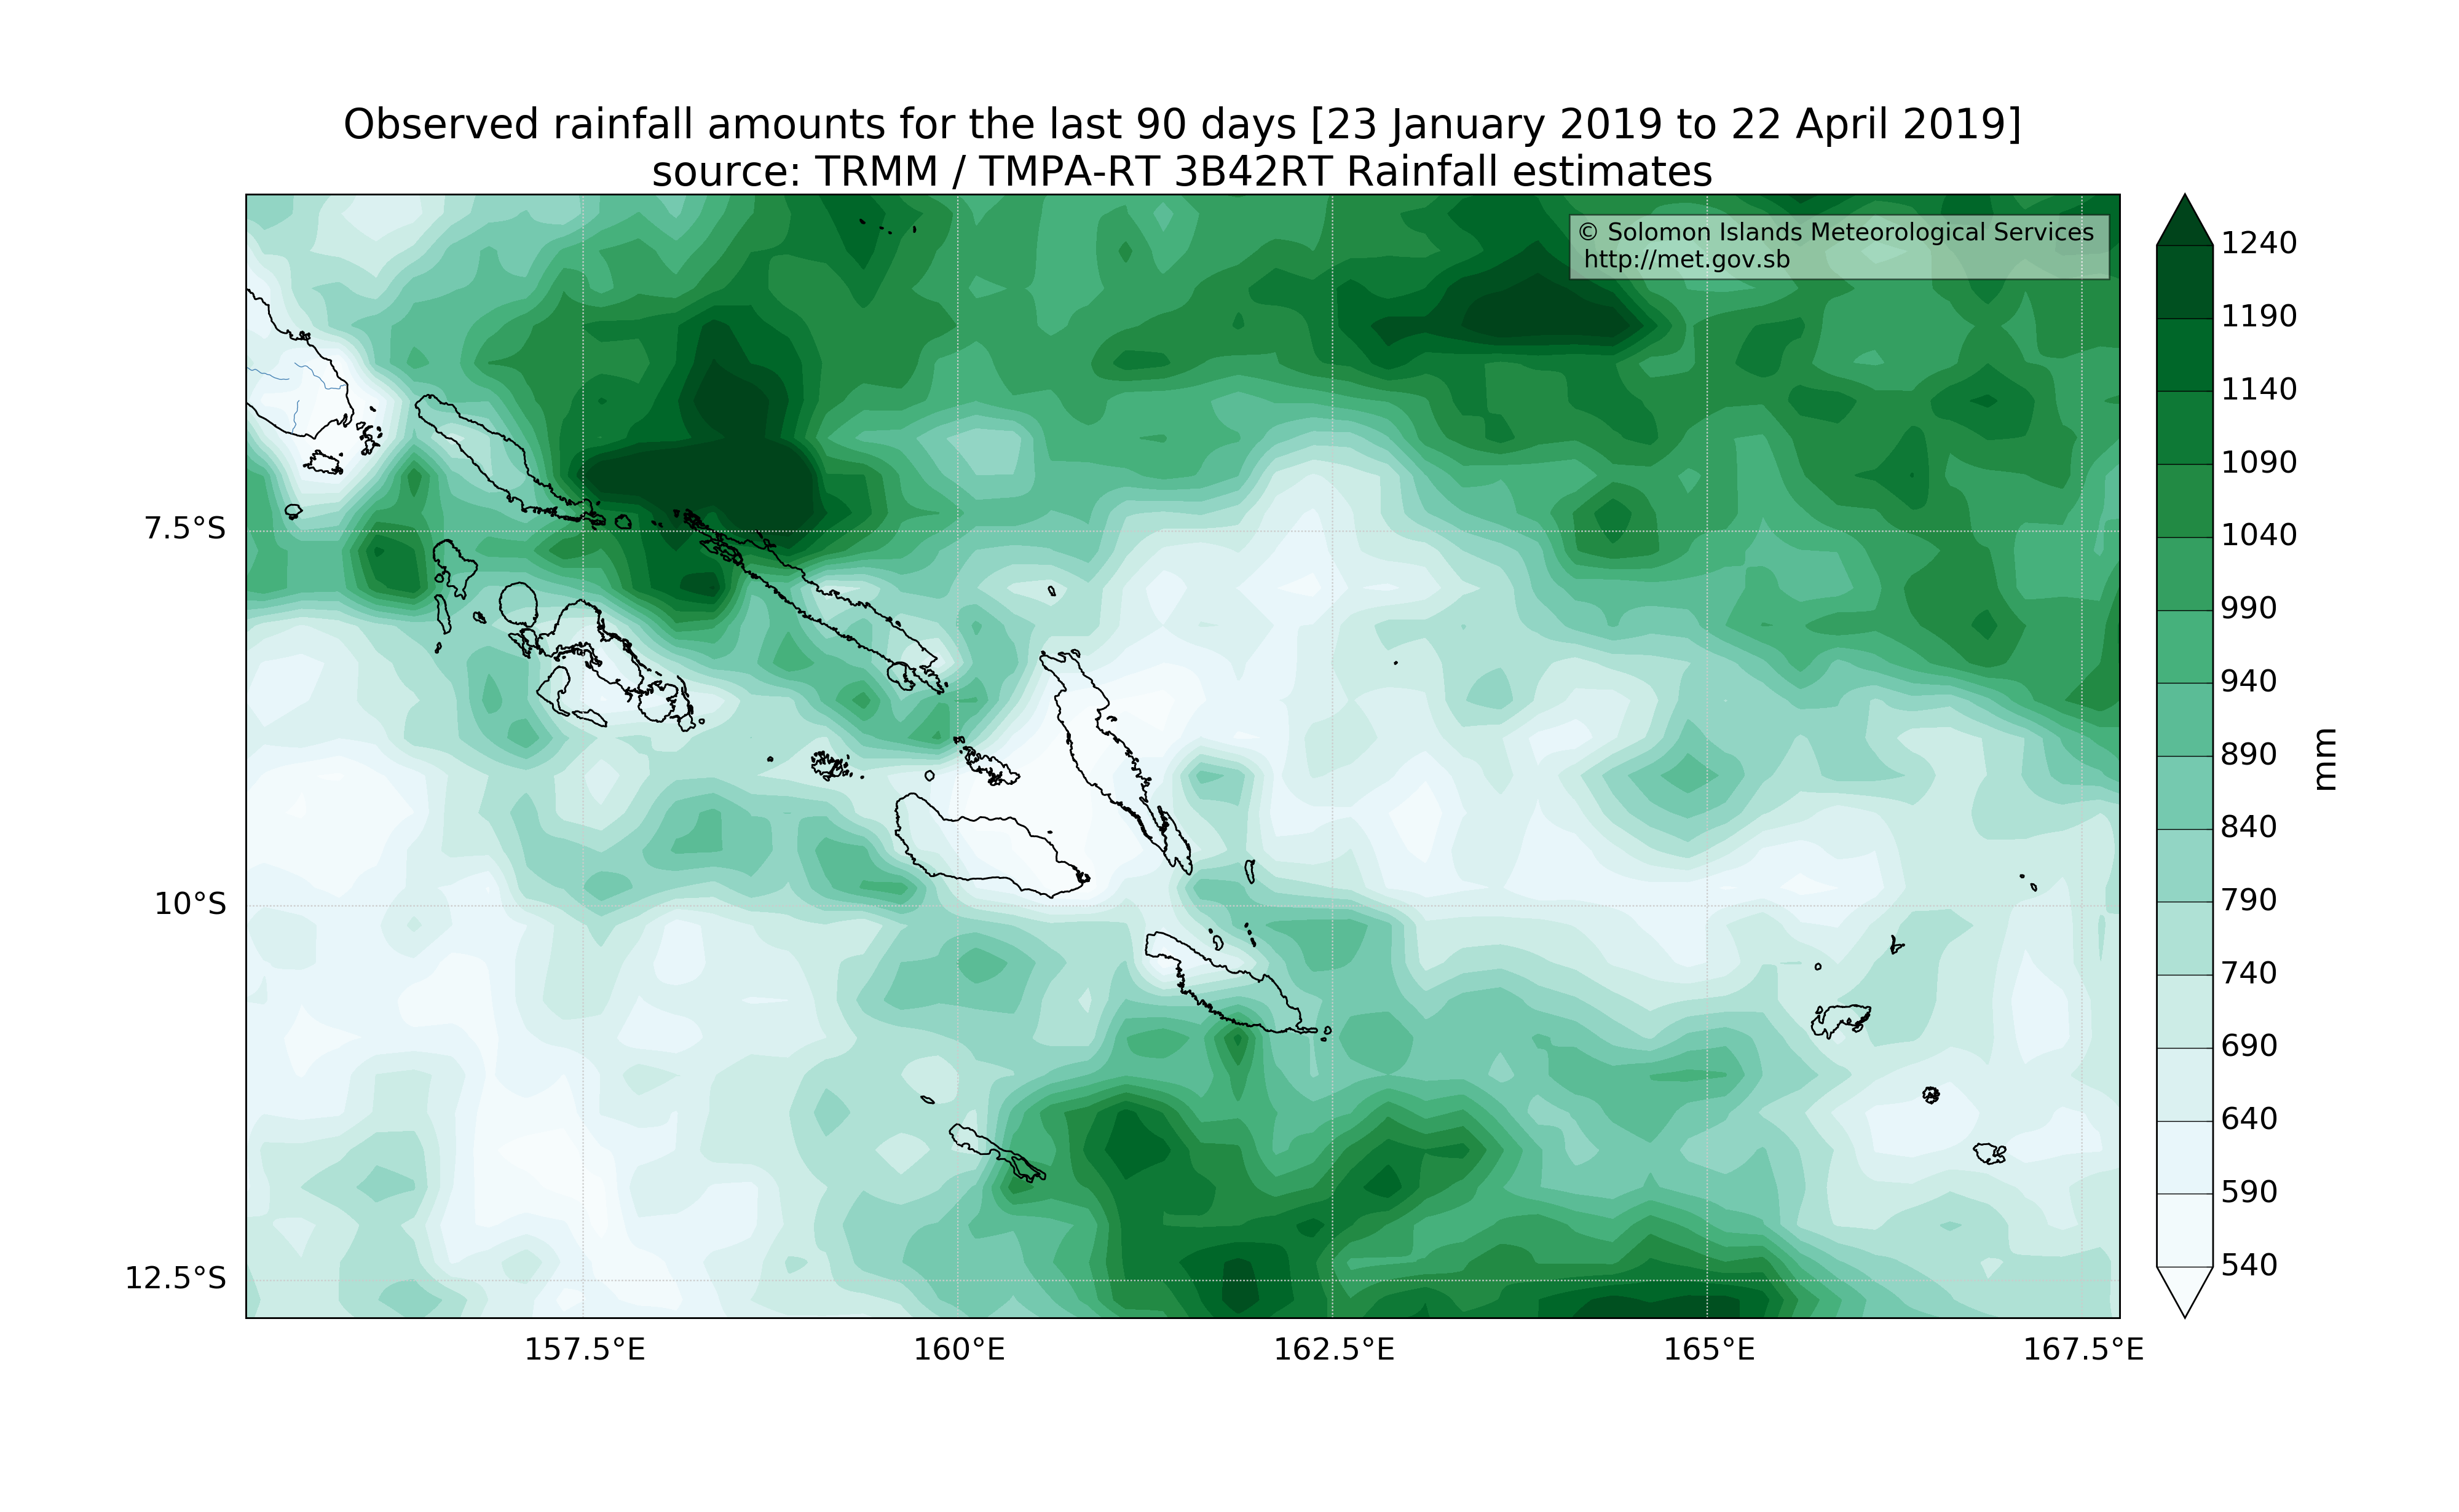 Observed rainfall amounts for the last 90 days [23 January 2019 to 22 April 2019]
source: TRMM / TMPA-RT 3B42RT Rainfall estimates
© Solomon Islands Meteorological Services
http://met.gov.sb
7.5°S
10°S
12.5°S
157.5°E
160°E
162.5°E
165°E
167.5°E
1240
1190
1140
1090
1040
990
940
890
840
790
740
690
640
590
540
mm